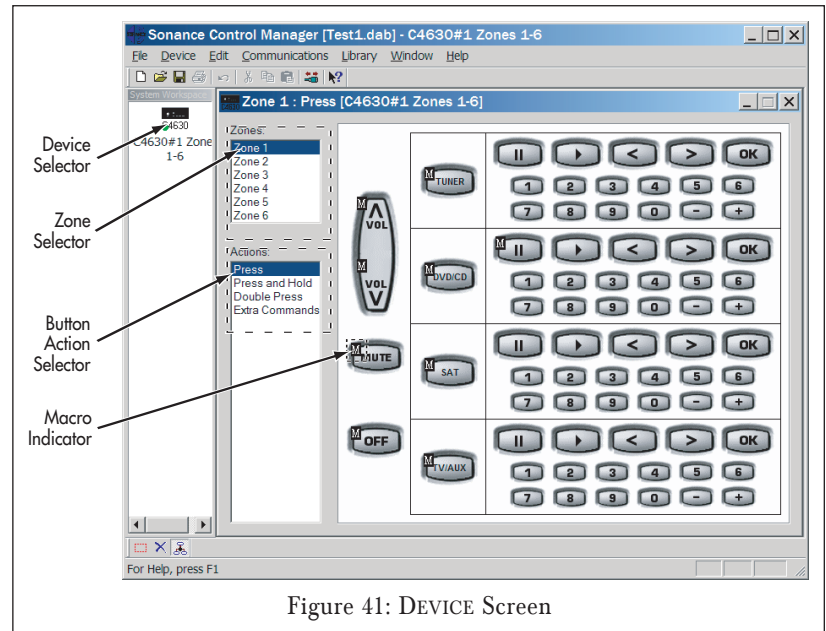 Sonance Control Manager [Test1.dab] - C4630#1 Zones 1-6
File Device Edit Communications Library Window Help
System Workspace
C4630
C4630#1 Zone
1-6
Zone 1 : Press [C4630#1 Zones 1-6]
Device
Selector
Zone
Selector
Button
Action
Selector
Macro
Indicator
Zones:
Zone 1
Zone 2
Zone 3
Zone 4
Zone 5
Zone 6
Actions:
Press
Press and Hold
Double Press
Extra Commands
M
VOL
M
VOL
M MUTE
M OFF
M TUNER
OK
1 2 3 4 5 6
7 8 9 0 - +
M DVD/CD
M
OK
1 2 3 4 5 6
7 8 9 0 - +
M SAT
OK
1 2 3 4 5 6
7 8 9 0 - +
M TV/AUX
OK
1 2 3 4 5 6
7 8 9 0 - +
For Help, press F1
Figure 41: DEVICE Screen